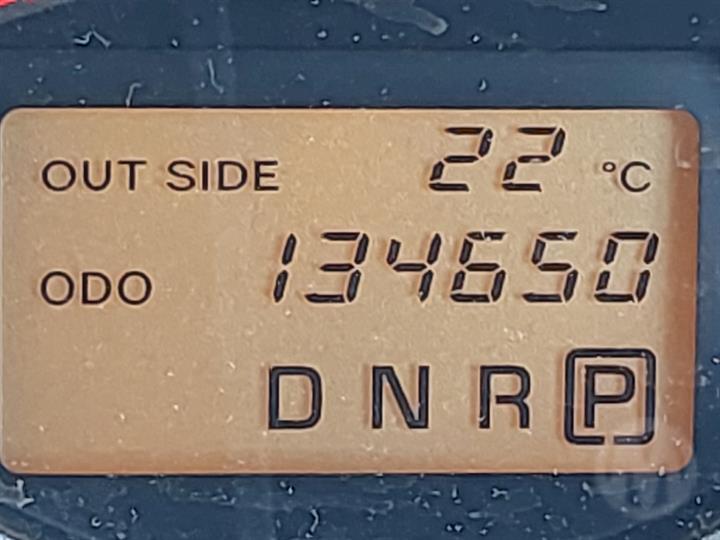 OUT SIDE 22 °C
ODO 134650
D N R P